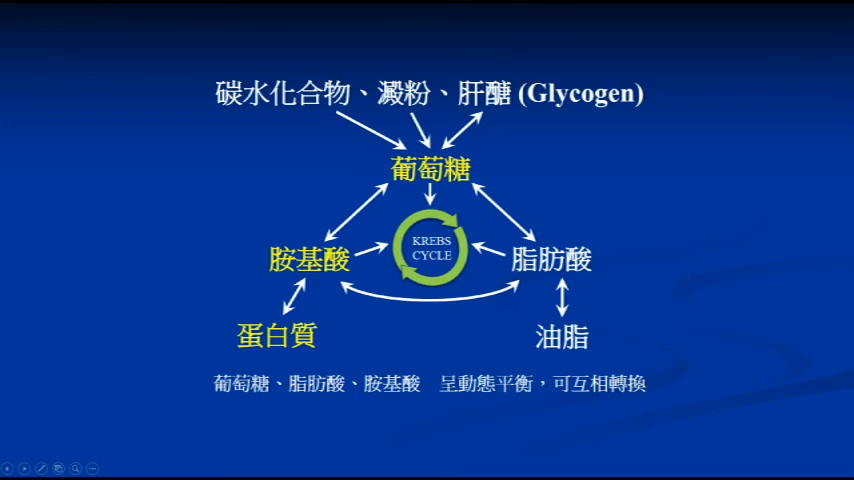 碳水化合物、澱粉、肝醣 (Glycogen)
葡萄糖
KREBS
CYCLE
胺基酸
脂肪酸
蛋白質
油脂
葡萄糖、脂肪酸、胺基酸 呈動態平衡，可互相轉換